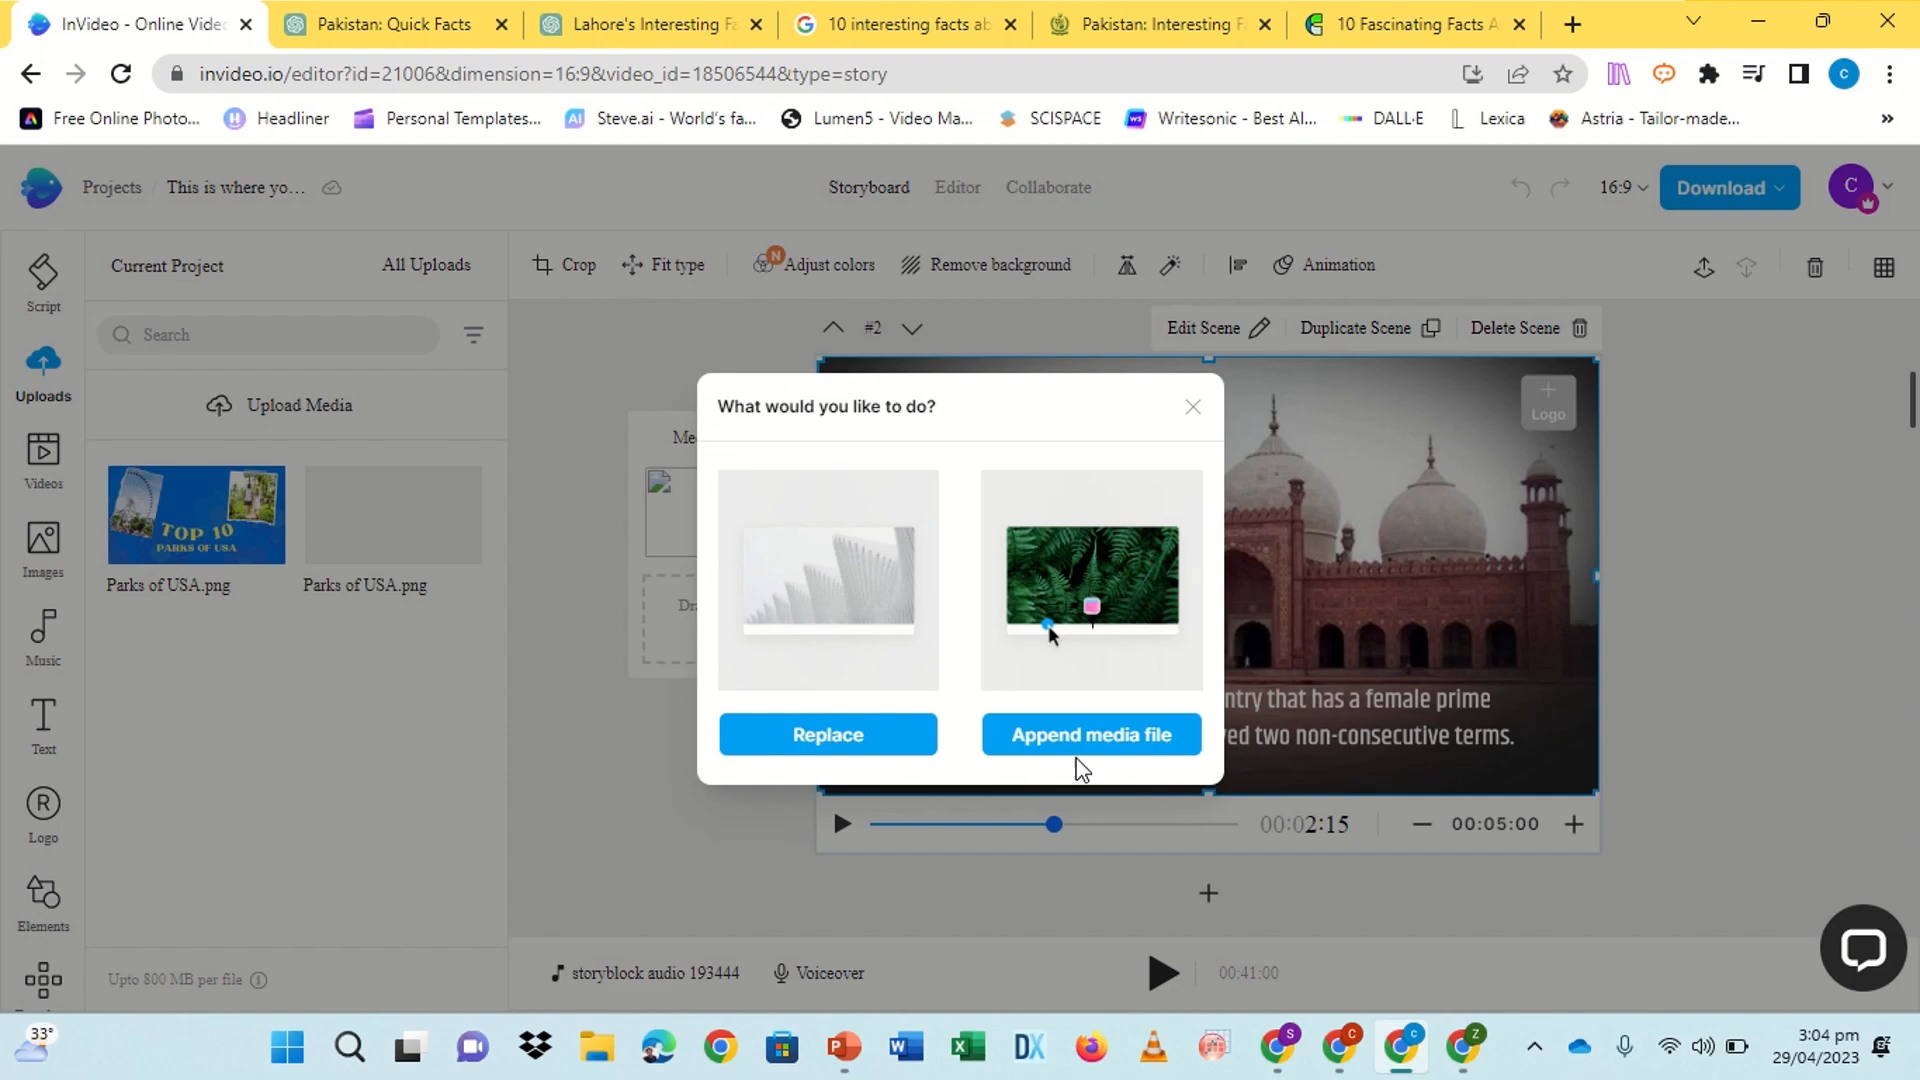 InVideo - Online Vide
Pakistan: Quick Facts
Lahore's Interesting Fa
10 interesting facts ab
Pakistan: Interesting F
10 Fascinating Facts A
invideo.io/editor?id=21006&dimension=16:9&video_id=18506544&type=story
Free Online Photo...
Headliner
Personal Templates...
Steve.ai - World's fa...
Lumen5 - Video Ma...
SCISPACE
Writesonic - Best AI...
DALL·E
Lexica
Astria - Tailor-made...
»
Projects / This is where yo...
Storyboard
Editor
Collaborate
16:9
Download
C
Script
Uploads
Videos
Images
Music
Text
Logo
Elements
Current Project
All Uploads
Search
Upload Media
TOP 10
PARKS OF USA
Parks of USA.png
Parks of USA.png
Upto 800 MB per file
Crop
Fit type
N
Adjust colors
Remove background
Animation
#2
Edit Scene
Duplicate Scene
Delete Scene
Me
Dr
Logo
What would you like to do?
Replace
Append media file
ntry that has a female prime
ed two non-consecutive terms.
00:02:15
00:05:00
storyblock audio 193444
Voiceover
00:41:00
33°
3:04 pm
29/04/2023